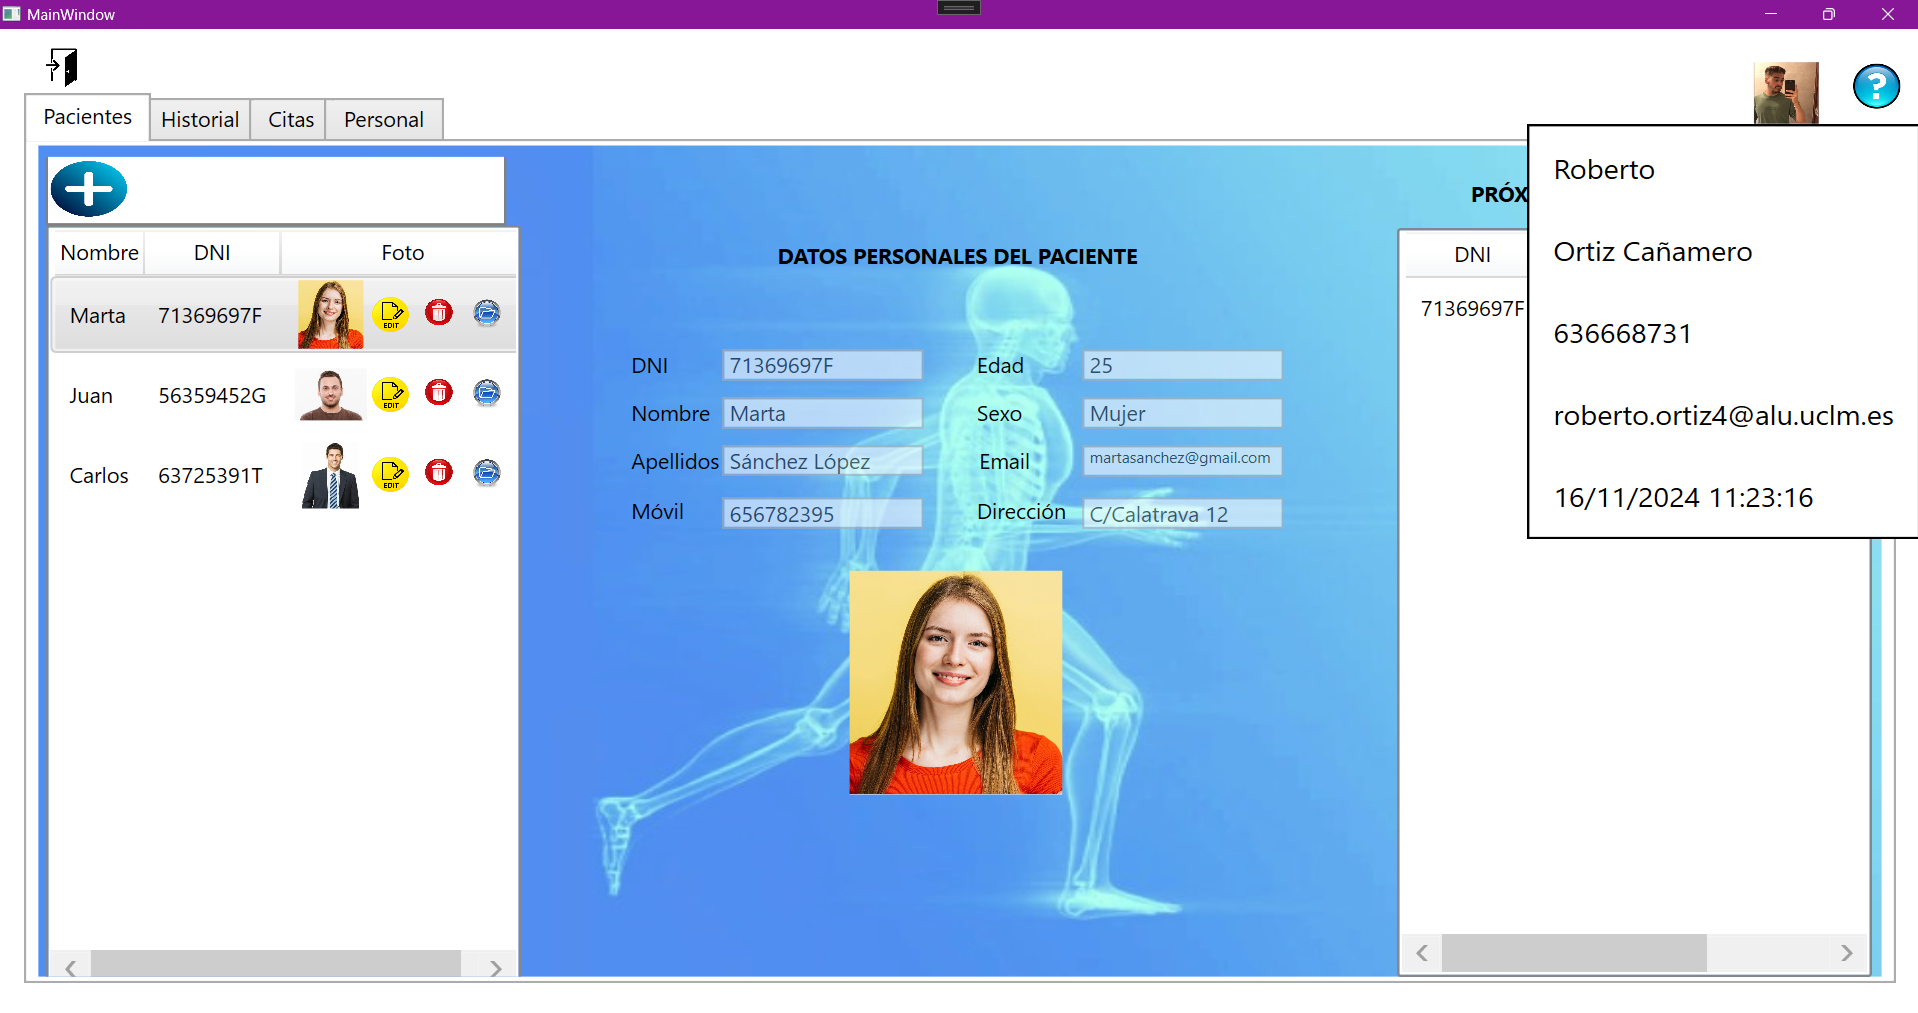 MainWindow
Pacientes
Historial
Citas
Personal
Nombre
DNI
Foto
Marta
71369697F
EDIT
Juan
56359452G
EDIT
Carlos
63725391T
EDIT
DATOS PERSONALES DEL PACIENTE
DNI
71369697F
Edad
25
Nombre
Marta
Sexo
Mujer
Apellidos
Sánchez López
Email
martasanchez@gmail.com
Móvil
656782395
Dirección
C/Calatrava 12
PRÓX
DNI
71369697F
?
Roberto
Ortiz Cañamero
636668731
roberto.ortiz4@alu.uclm.es
16/11/2024 11:23:16